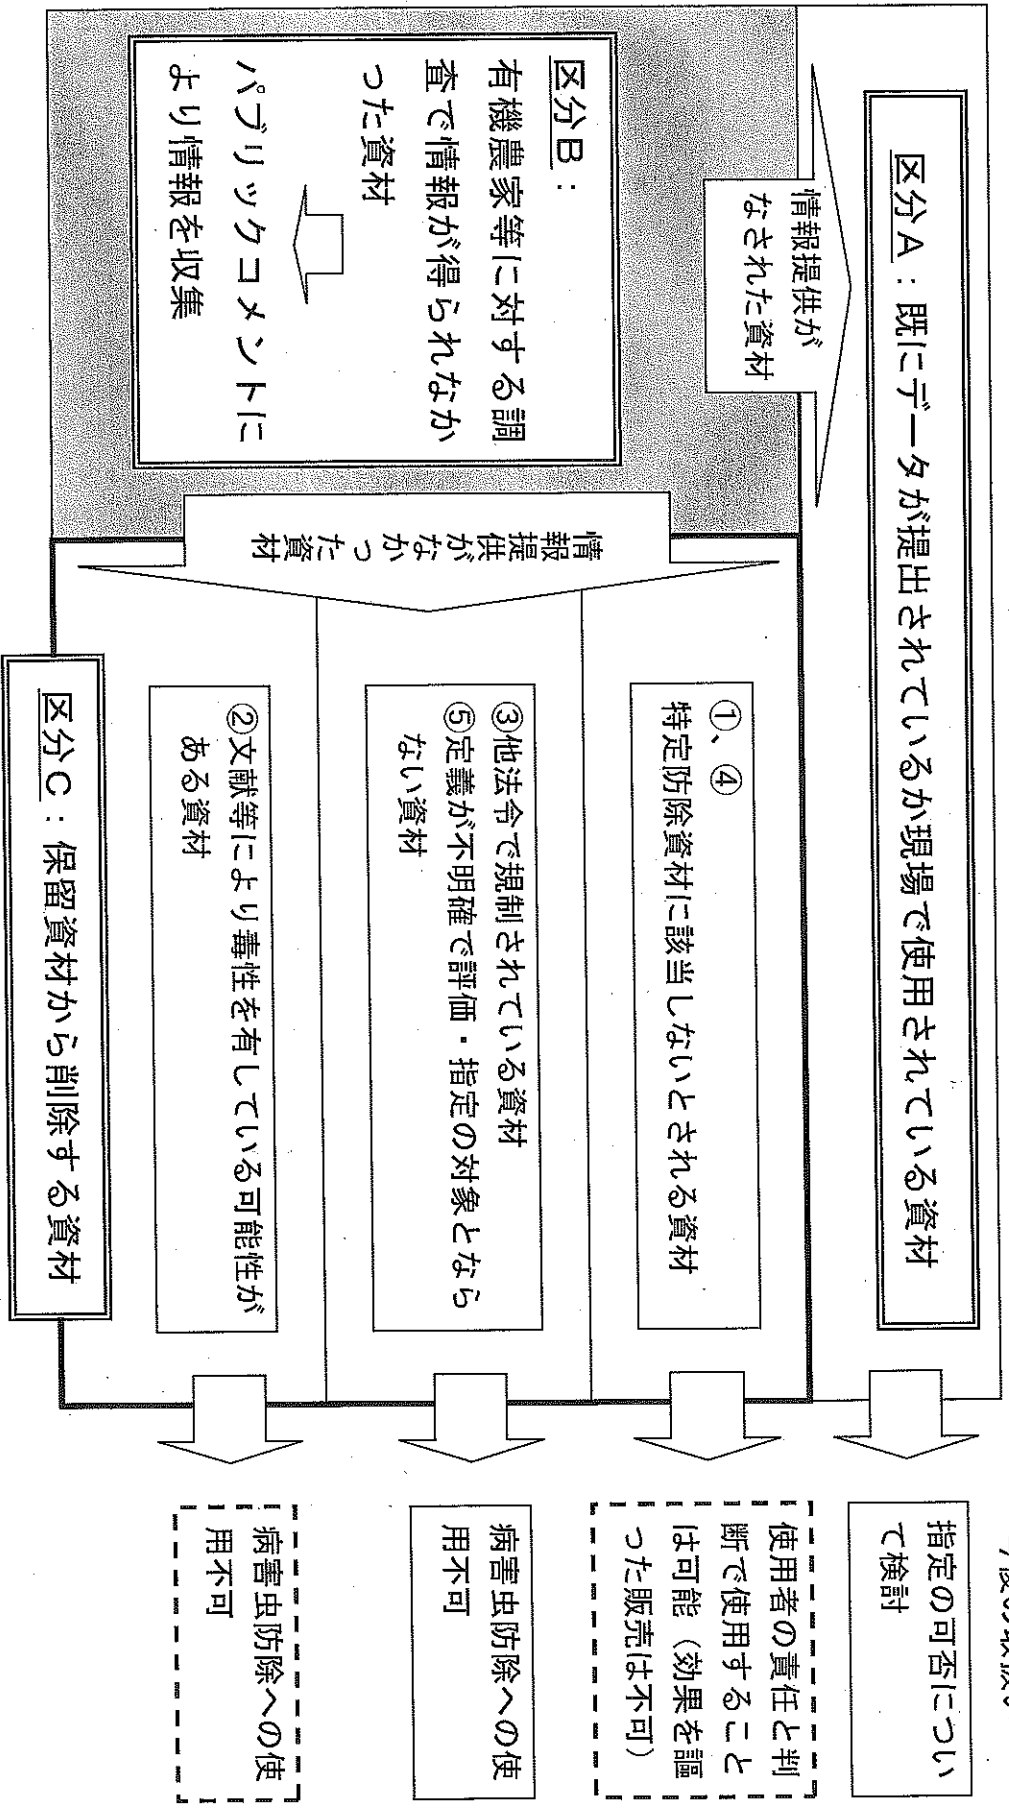 今後の取扱い
区分A：既にデータが提出されているか現場で使用されている資材
指定の可否につい
て検討
情報提供が
なされた資材
区分B：
有機農家等に対する調
査で情報が得られなか
った資材
パブリックコメントに
より情報を収集
情報提供がなかった資材
①、④
特定防除資材に該当しないとされる資材
使用者の責任と判
断で使用すること
は可能（効果を謳
った販売は不可）
③他法令で規制されている資材
⑤定義が不明確で評価・指定の対象となら
ない資材
病害虫防除への使
用不可
②文献等により毒性を有している可能性が
ある資材
病害虫防除への使
用不可
区分C：保留資材から削除する資材